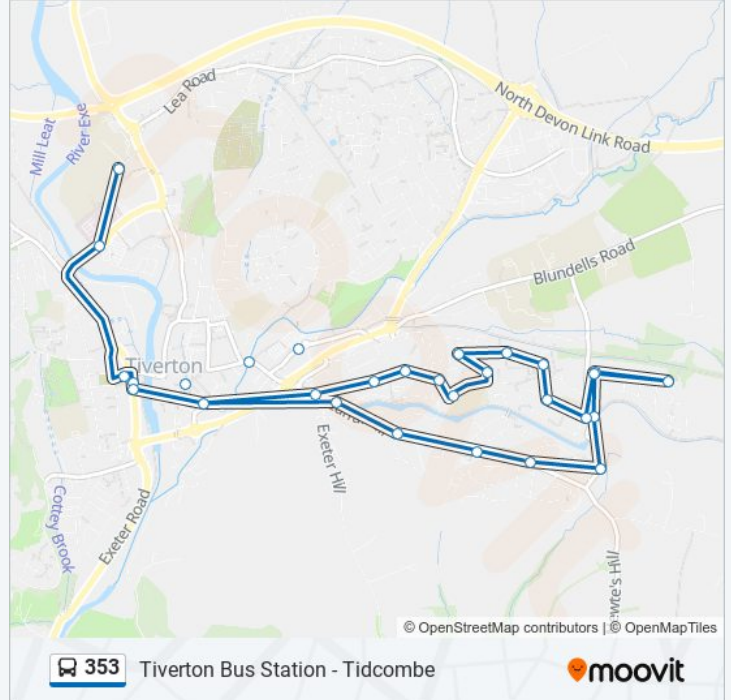 North Devon Link Road
Lea Road
River Exe
Mill Leat
Blundells Road
Tiverton
Exeter Hill
Cottey Brook
Exeter Road
© OpenStreetMap contributors | © OpenMapTiles
353 Tiverton Bus Station - Tidcombe
moovit